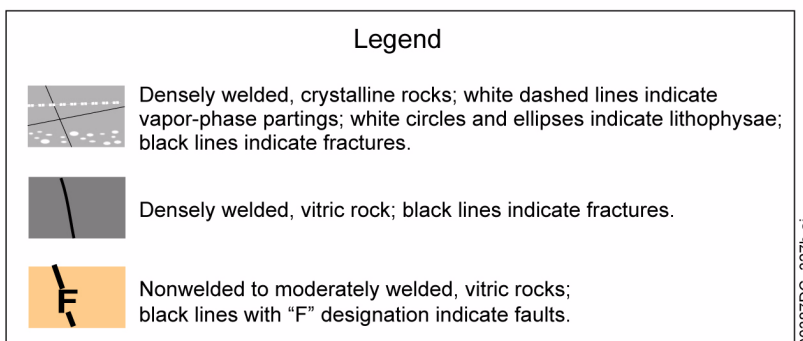 Legend
Densely welded, crystalline rocks; white dashed lines indicate
vapor-phase partings; white circles and ellipses indicate lithophysae;
black lines indicate fractures.
Densely welded, vitric rock; black lines indicate fractures.
F
Nonwelded to moderately welded, vitric rocks;
black lines with “F” designation indicate faults.